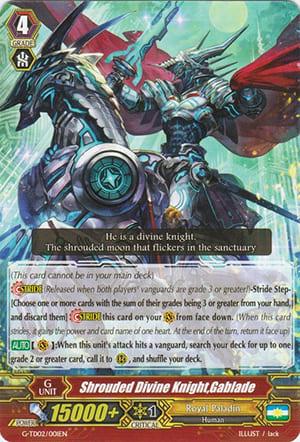 4
GRADE
He is a divine knight.
The shrouded moon that flickers in the sanctuary
(This card cannot be in your main deck)
STRIDE (Released when both players' vanguards are grade 3 or greater!)-Stride Step-
[Choose one or more cards with the sum of their grades being 3 or greater from your hand,
and discard them] STRIDE this card on your (V) from face down. (When this card
strides, it gains the power and card name of one heart. At the end of the turn, return it face up)
AUTO [(V)]:When this unit's attack hits a vanguard, search your deck for up to one
grade 2 or greater card, call it to (R), and shuffle your deck.
G
UNIT
Shrouded Divine Knight,Gablade
POWER 15000+ 1 CRITICAL
Royal Paladin
Human
G-TD02/001EN ILLUST / lack